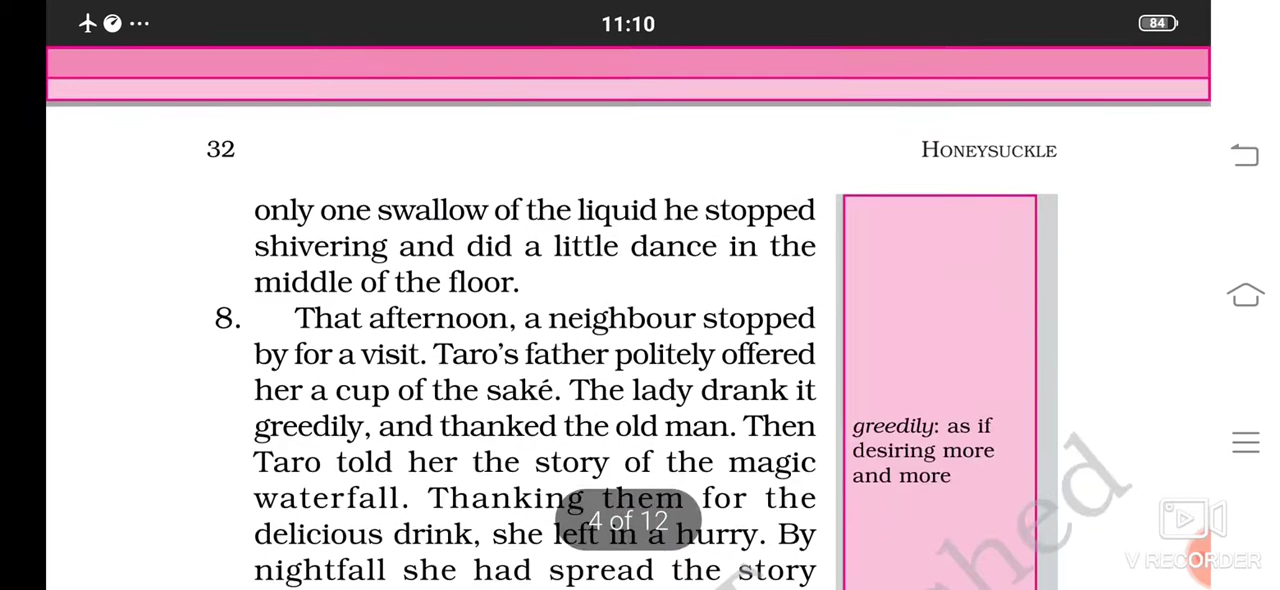 11:10
84
32
HONEYSUCKLE
only one swallow of the liquid he stopped
shivering and did a little dance in the
middle of the floor.
8. That afternoon, a neighbour stopped
by for a visit. Taro's father politely offered
her a cup of the saké. The lady drank it
greedily, and thanked the old man. Then
Taro told her the story of the magic
waterfall. Thanking them for the
delicious drink, she left in a hurry. By
nightfall she had spread the story
greedily: as if
desiring more
and more
4 of 12
hed
V RECORDER